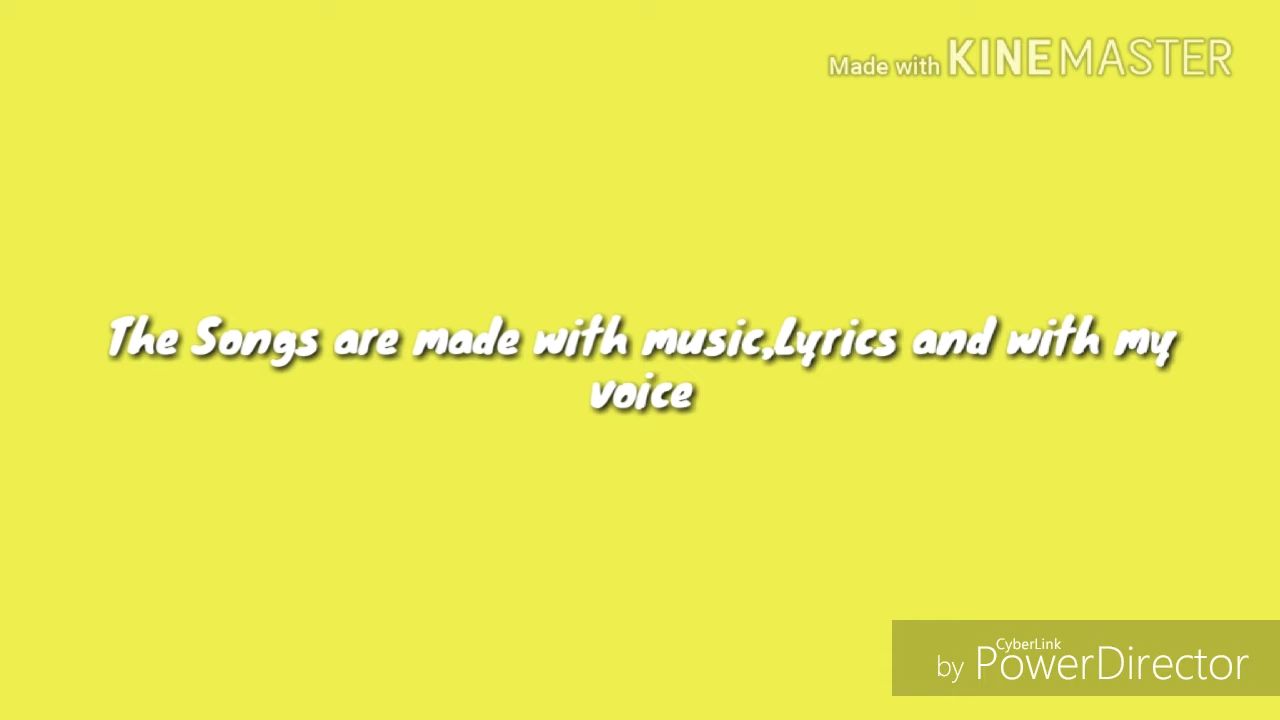 Made with KINEMASTER
The Songs are made with music,Lyrics and with my
voice
CyberLink
by PowerDirector